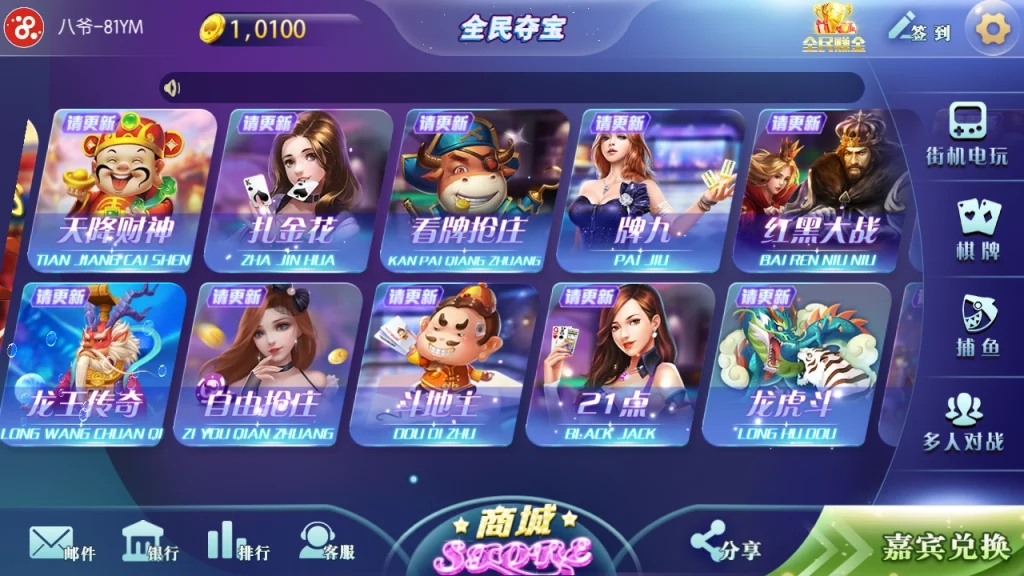 八爷-81YM
1,0100
全民夺宝
全民赚金
签到
请更新
请更新
请更新
请更新
请更新
天降财神
扎金花
看牌抢庄
牌九
红黑大战
TIAN JIANG CAI SHEN
ZHA JIN HUA
KAN PAI QIANG ZHUANG
PAI JIU
BAI REN NIU NIU
请更新
请更新
请更新
请更新
请更新
龙王传奇
自由抢庄
斗地主
21点
龙虎斗
LONG WANG CHUAN QI
ZI YOU QIAN ZHUANG
DOU DI ZHU
BLACK JACK
LONG HU DOU
街机电玩
棋牌
捕鱼
多人对战
邮件
银行
排行
客服
商城
SHORE
分享
嘉宾兑换